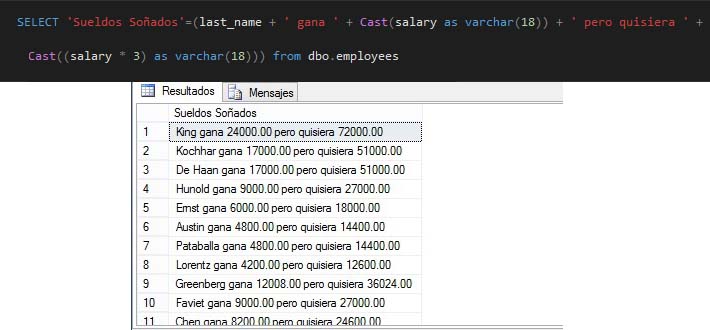 SELECT 'Sueldos Soñados'=(last_name + ' gana ' + Cast(salary as varchar(18)) + ' pero quisiera ' +
Cast((salary * 3) as varchar(18))) from dbo.employees
Resultados Mensajes
Sueldos Soñados
1 King gana 24000.00 pero quisiera 72000.00
2 Kochhar gana 17000.00 pero quisiera 51000.00
3 De Haan gana 17000.00 pero quisiera 51000.00
4 Hunold gana 9000.00 pero quisiera 27000.00
5 Ernst gana 6000.00 pero quisiera 18000.00
6 Austin gana 4800.00 pero quisiera 14400.00
7 Pataballa gana 4800.00 pero quisiera 14400.00
8 Lorentz gana 4200.00 pero quisiera 12600.00
9 Greenberg gana 12008.00 pero quisiera 36024.00
10 Faviet gana 9000.00 pero quisiera 27000.00
11 Chen gana 8200.00 pero quisiera 24600.00